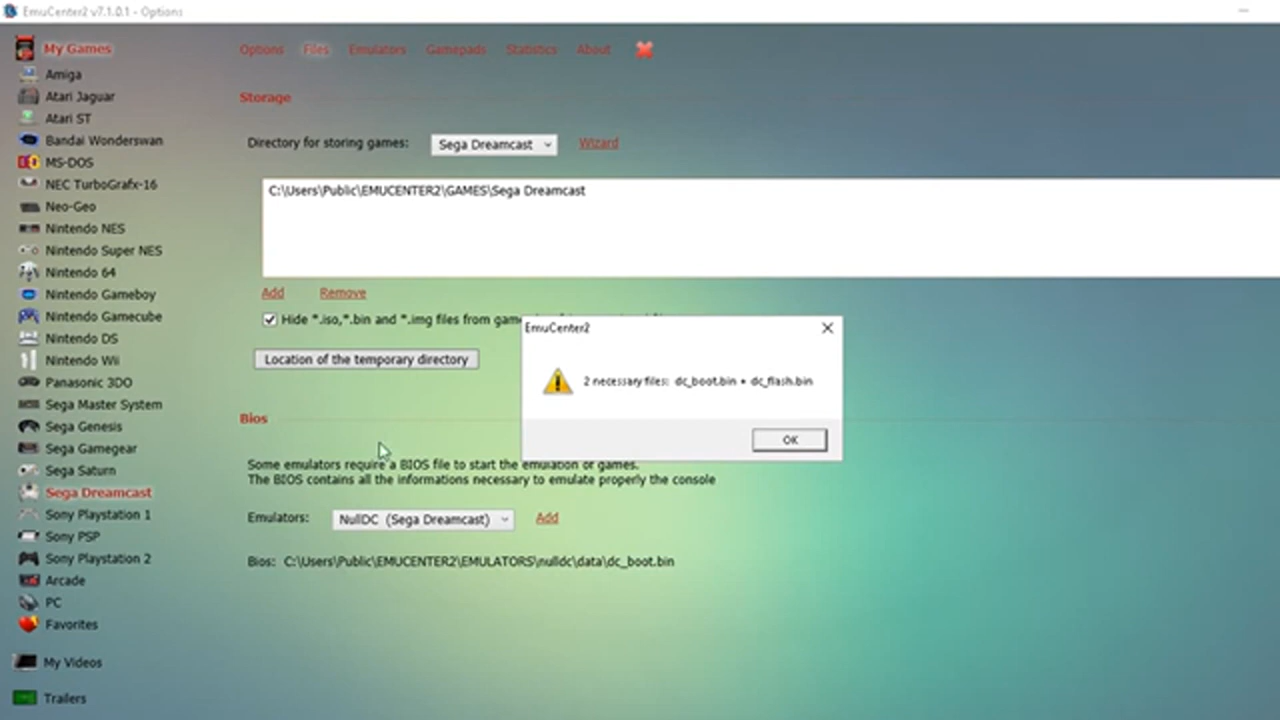 EmuCenter2 v7.1.0.1 - Options
My Games
Options Files Emulators Gamepads Statistics About
Amiga
Atari Jaguar
Atari ST
Bandai Wonderswan
MS-DOS
NEC TurboGrafx-16
Neo-Geo
Nintendo NES
Nintendo Super NES
Nintendo 64
Nintendo Gameboy
Nintendo Gamecube
Nintendo DS
Nintendo Wii
Panasonic 3DO
Sega Master System
Sega Genesis
Sega Gamegear
Sega Saturn
Sega Dreamcast
Sony Playstation 1
Sony PSP
Sony Playstation 2
Arcade
PC
Favorites
My Videos
Trailers
Storage
Directory for storing games: Sega Dreamcast Wizard
C:\Users\Public\EMUCENTER2\GAMES\Sega Dreamcast
Add Remove
Hide *.iso,*.bin and *.img files from
Location of the temporary directory
EmuCenter2
2 necessary files: dc_boot.bin • dc_flash.bin
OK
Bios
Some emulators require a BIOS file to start the emulation of games.
The BIOS contains all the informations necessary to emulate properly the console
Emulators: NullDC (Sega Dreamcast) Add
Bios: C:\Users\Public\EMUCENTER2\EMULATORS\nulldc\data\dc_boot.bin